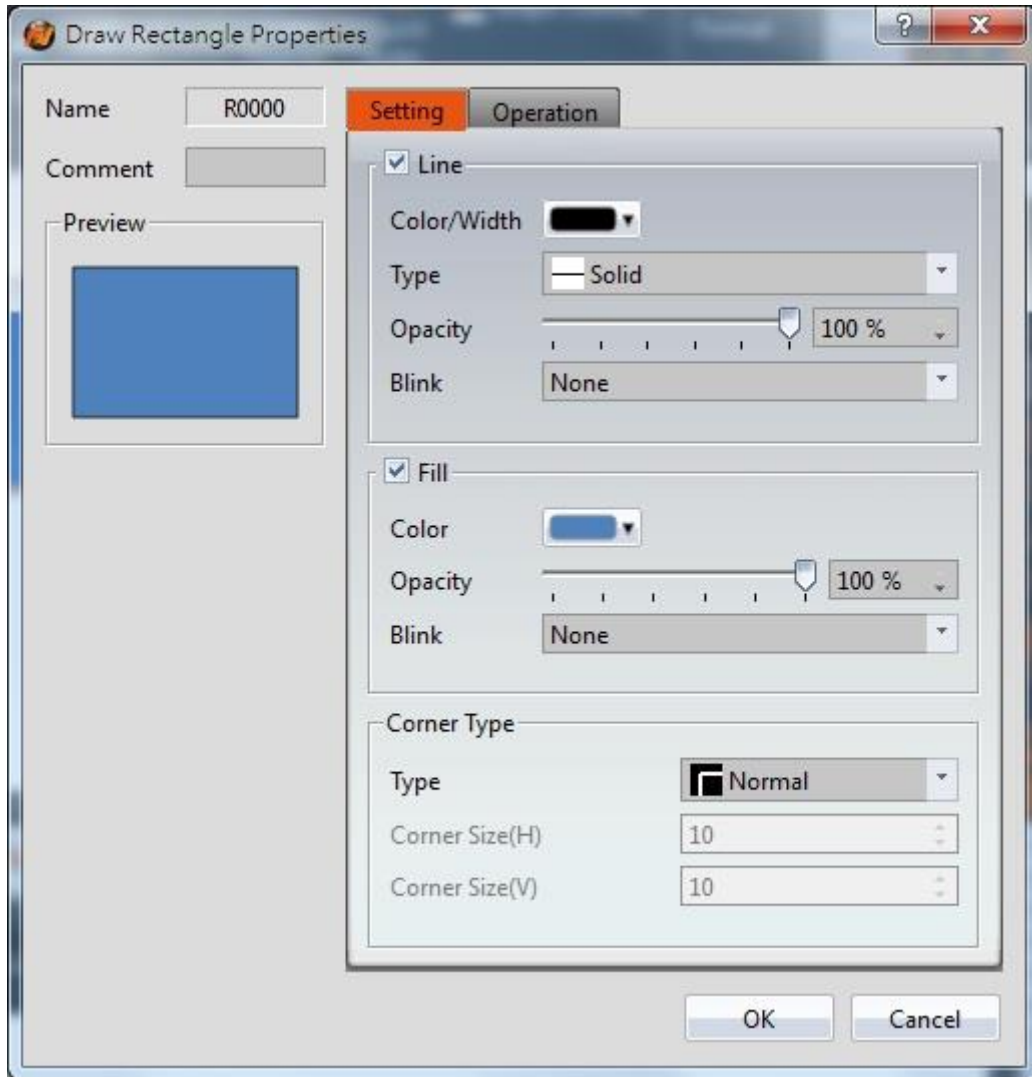 Draw Rectangle Properties
?
Name R0000
Comment
Preview
Setting Operation
Line
Color/Width
Type Solid
Opacity 100 %
Blink None
Fill
Color
Opacity 100 %
Blink None
Corner Type
Type Normal
Corner Size(H) 10
Corner Size(V) 10
OK Cancel